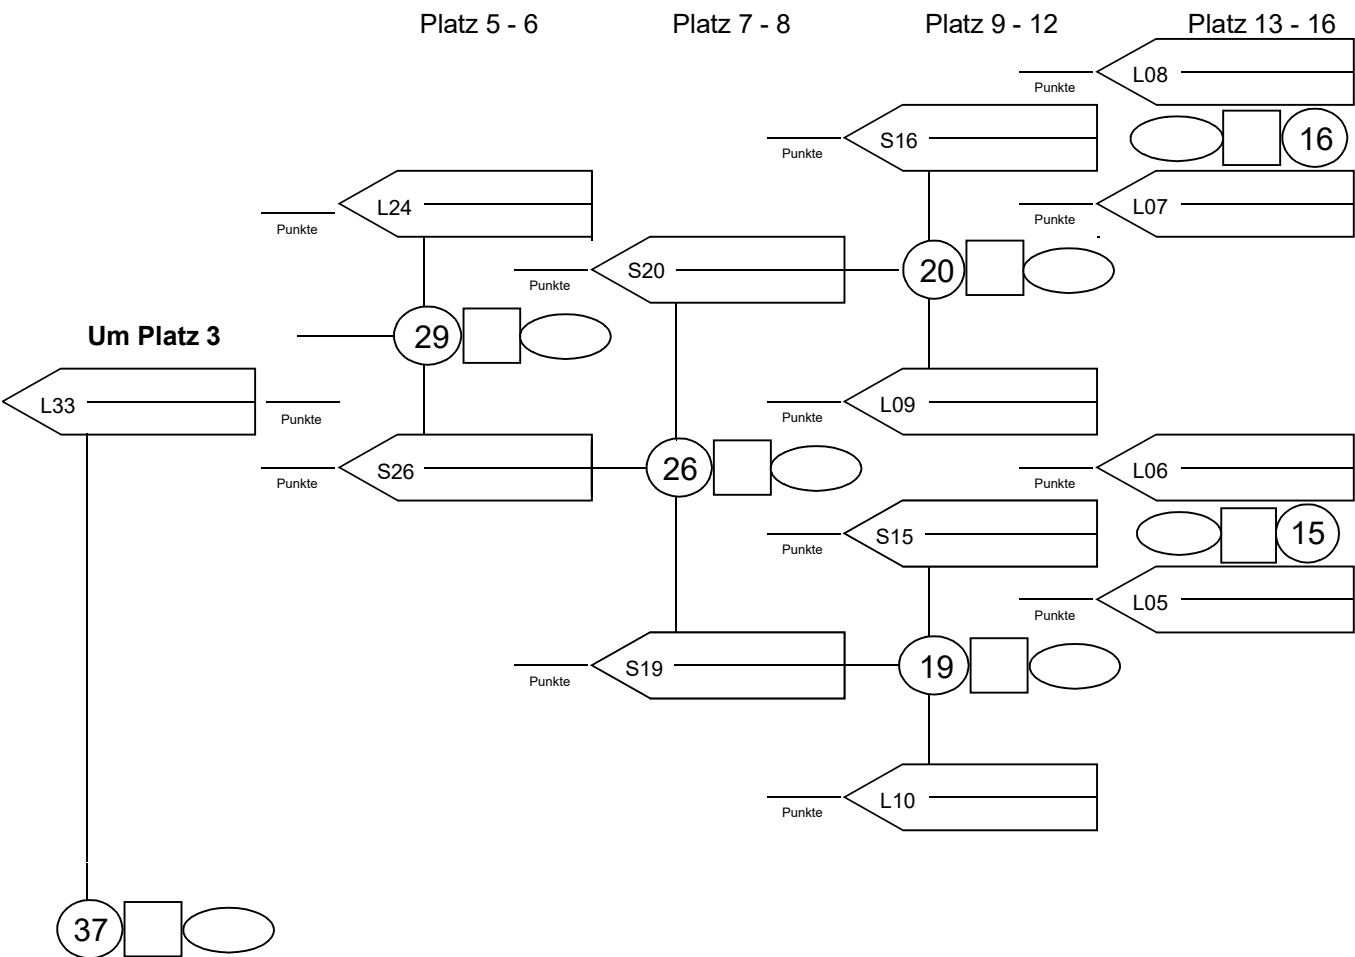 Platz 5 - 6 Platz 7 - 8 Platz 9 - 12 Platz 13 - 16
L08
Punkte
S16
16
Punkte
L24
L07
Punkte
Punkte
S20
20
Punkte
Um Platz 3
29
L33
L09
Punkte
Punkte
S26
26
L06
Punkte
Punkte
S15
15
Punkte
L05
Punkte
S19
19
Punkte
L10
Punkte
37